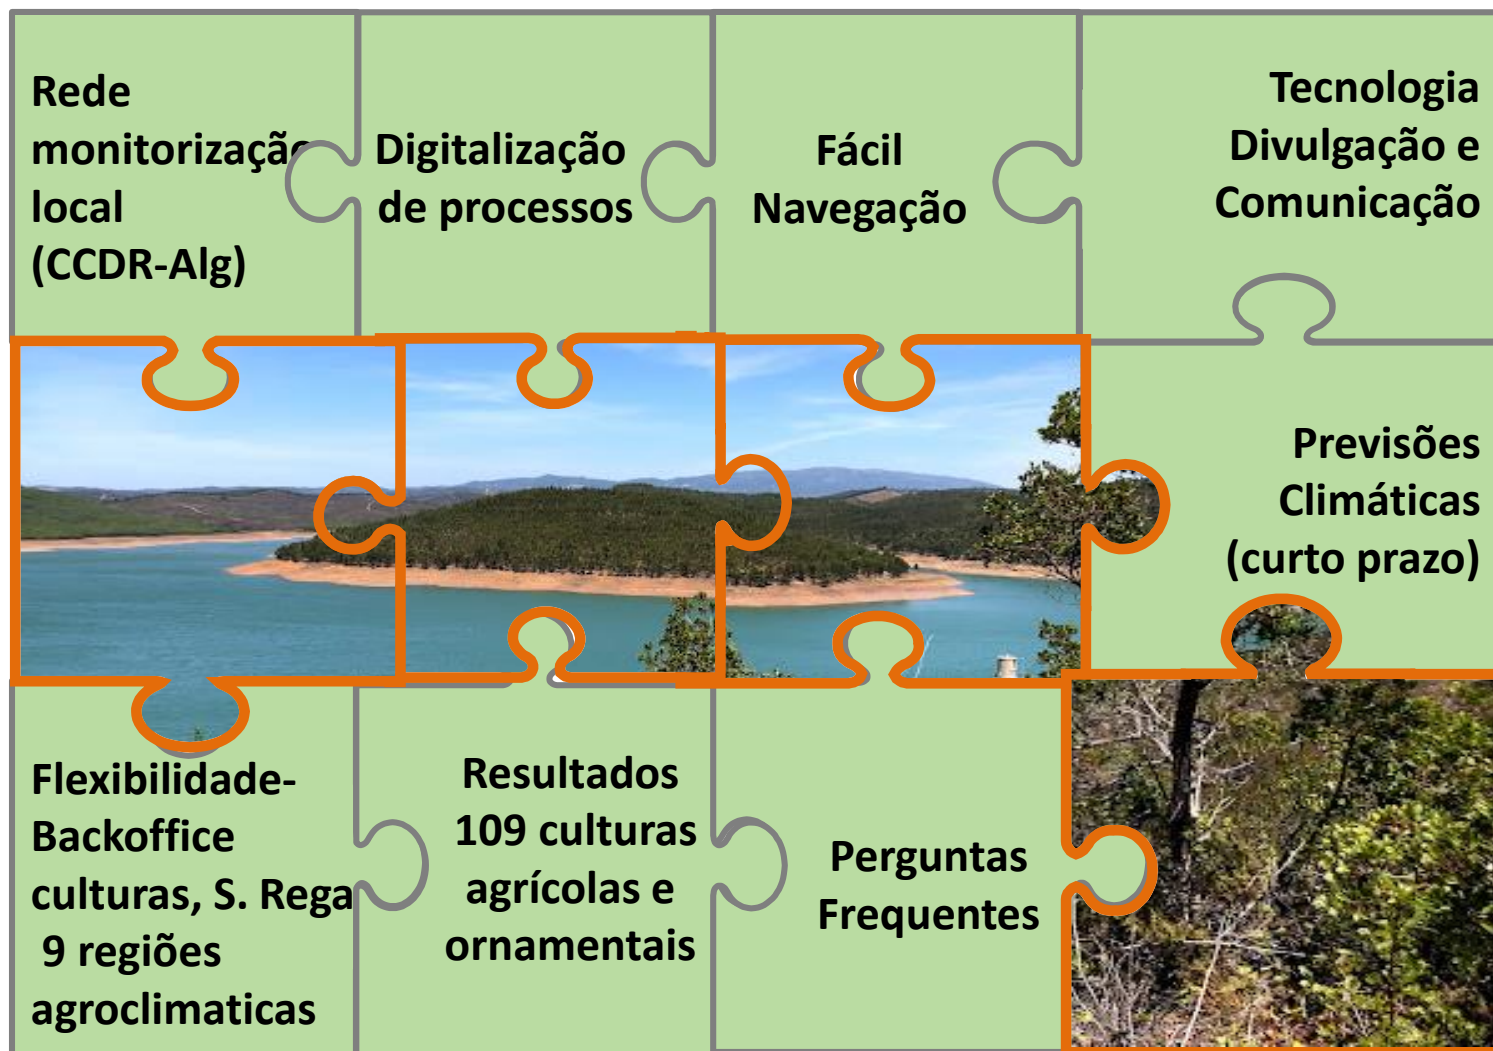 Rede
monitorização
local
(CCDR-Alg)
Digitalização
de processos
Fácil
Navegação
Tecnologia
Divulgação e
Comunicação
Previsões
Climáticas
(curto prazo)
Flexibilidade-
Backoffice
culturas, S. Rega
9 regiões
agroclimaticas
Resultados
109 culturas
agrícolas e
ornamentais
Perguntas
Frequentes